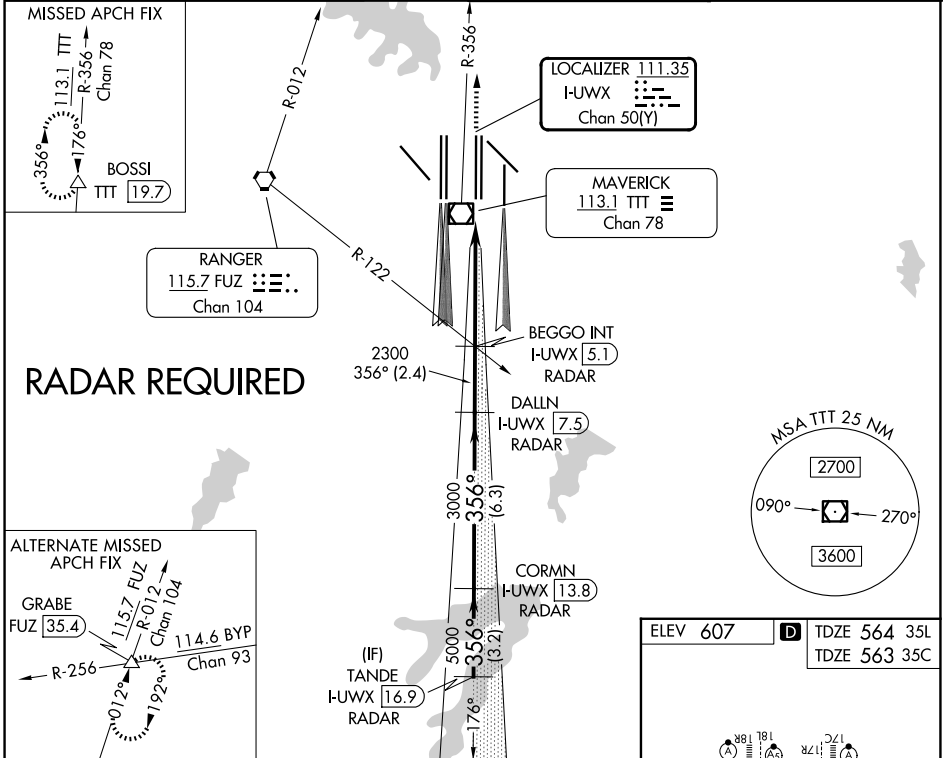 MISSED APCH FIX
113.1 TTT
R-356
Chan 78
356°
176°
BOSSI
TTT 19.7
R-012
R-356
LOCALIZER 111.35
I-UWX
Chan 50(Y)
MAVERICK
113.1 TTT
Chan 78
RANGER
115.7 FUZ
Chan 104
R-122
BEGGO INT
I-UWX 5.1
RADAR
2300
356° (2.4)
RADAR REQUIRED
DALLN
I-UWX 7.5
RADAR
3000
356°
(6.3)
MSA TTT 25 NM
2700
090°
270°
3600
CORMN
I-UWX 13.8
RADAR
5000
356°
(3.2)
(IF)
TANDE
I-UWX 16.9
RADAR
176°
ALTERNATE MISSED
APCH FIX
115.7 FUZ
R-012
Chan 104
GRABE
FUZ 35.4
114.6 BYP
Chan 93
R-256
012°
192°
ELEV 607
D
TDZE 564 35L
TDZE 563 35C
18R
18L
17R
17C
A
A5
A